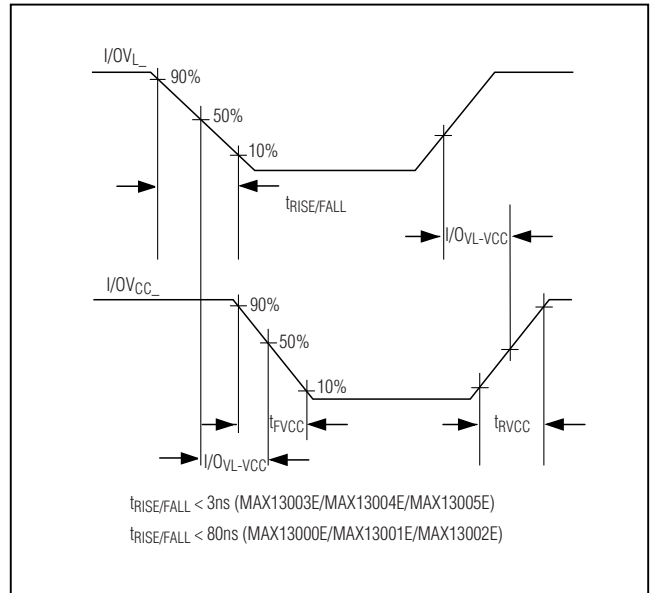 I/OVL_
90%
50%
10%
tRISE/FALL
I/OVL-VCC
I/OVCC_
90%
50%
10%
tFVCC
tRVCC
I/OVL-VCC
tRISE/FALL < 3ns (MAX13003E/MAX13004E/MAX13005E)
tRISE/FALL < 80ns (MAX13000E/MAX13001E/MAX13002E)